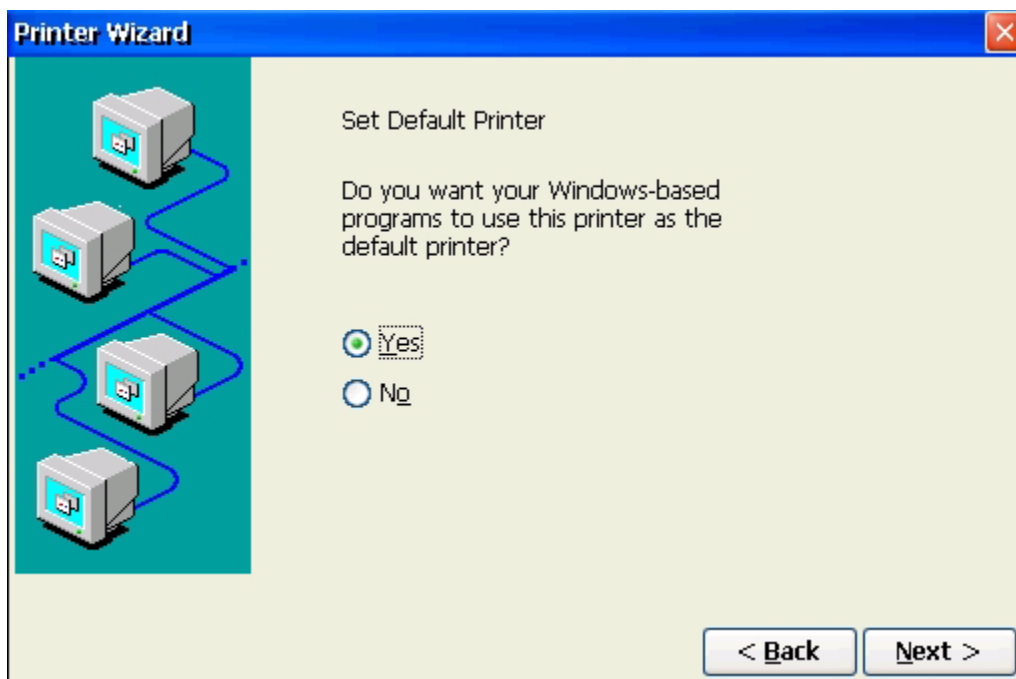 Printer Wizard
Set Default Printer
Do you want your Windows-based
programs to use this printer as the
default printer?
Yes
No
< Back
Next >